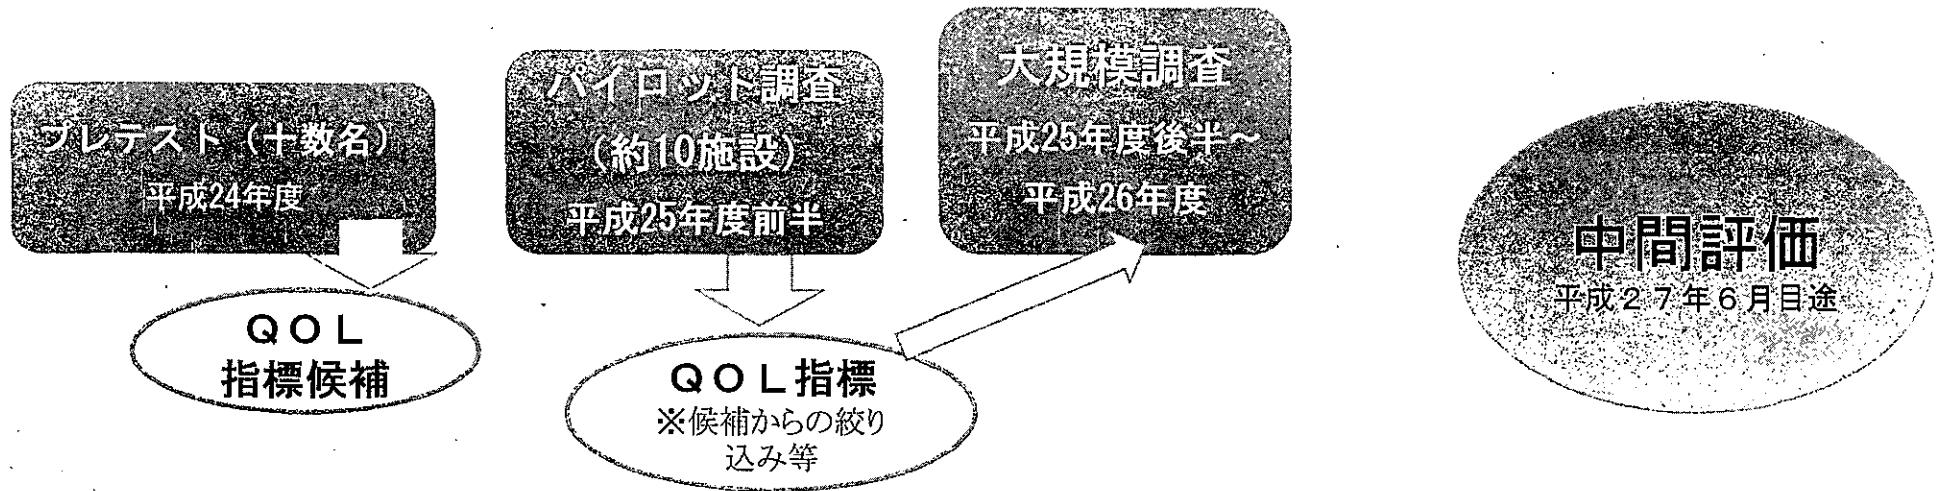 プレテスト（十数名）
平成24年度
QOL
指標候補
パイロット調査
（約10施設）
平成25年度前半
QOL指標
※候補からの絞り
込み等
大規模調査
平成25年度後半～
平成26年度
中間評価
平成２７年６月目途